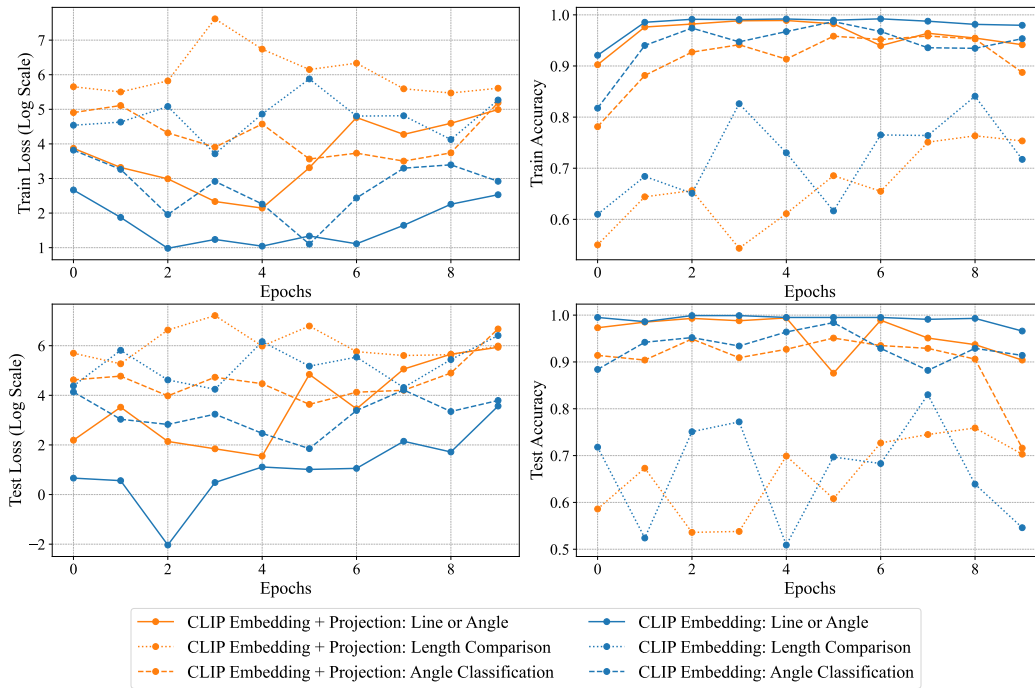 7
6
5
4
3
2
1
Train Loss (Log Scale)
0 2 4 6 8
Epochs
1.0
0.9
0.8
0.7
0.6
Train Accuracy
0 2 4 6 8
Epochs
6
4
2
0
−2
Test Loss (Log Scale)
0 2 4 6 8
Epochs
1.0
0.9
0.8
0.7
0.6
0.5
Test Accuracy
0 2 4 6 8
Epochs
CLIP Embedding + Projection: Line or Angle
CLIP Embedding + Projection: Length Comparison
CLIP Embedding + Projection: Angle Classification
CLIP Embedding: Line or Angle
CLIP Embedding: Length Comparison
CLIP Embedding: Angle Classification